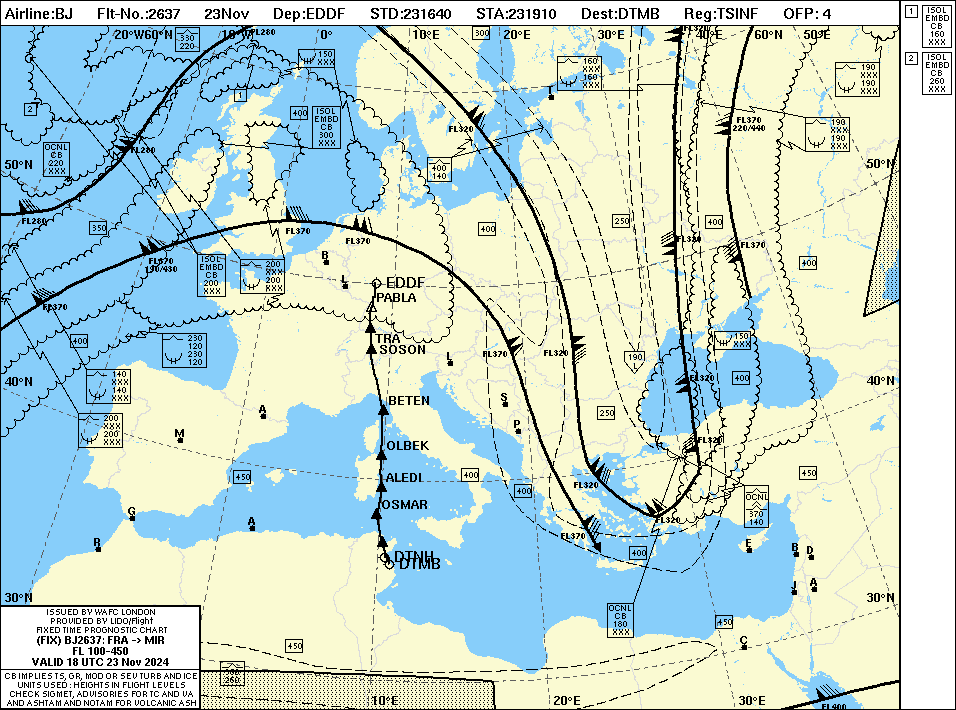 Airline:BJ Flt-No.:2637 23Nov Dep:EDDF STD:231640 STA:231910 Dest:DTMB Reg:TSINF OFP: 4
20°W60°N 10°W 0° 10°E 20°E 30°E 40°E 60°N 50°E
FL280
330
220
150
XXX
300
160
XXX
160
XXX
190
XXX
190
XXX
1
ISOL
EMBD
CB
160
XXX
2
ISOL
EMBD
CB
260
XXX
1
2
400
ISOL
EMBD
CB
300
XXX
T
FL320
FL370
220/440
190
XXX
190
XXX
FL280
OCNL
CB
220
XXX
400
140
50°N
50°N
FL280
350
FL370
FL370
FL370
190/430
400
250
FL320
400
FL370
400
B
L
ISOL
EMBD
CB
200
XXX
200
XXX
200
XXX
EDDF
PABLA
FL370
400
230
120
230
120
TRA
SOSON
L
FL370
FL320
190
150
XXX
140
XXX
140
XXX
40°N
FL320
400
40°N
200
XXX
200
XXX
A
M
BETEN
S
P
250
FL320
OLBEK
450
ALEDI
400
400
FL320
450
OSMAR
G
A
FL320
OCNL
370
140
R
DTNH
DTMB
FL370
400
E
B
D
30°N
J
A
30°N
OCNL
CB
180
XXX
450
C
450
ISSUED BY WAFC LONDON
PROVIDED BY LIDO/Flight
FIXED TIME PROGNOSTIC CHART
(FIX) BJ2637: FRA -> MIR
FL 100-450
VALID 18 UTC 23 Nov 2024
CB IMPLIES TS, GR, MOD OR SEV TURB AND ICE
UNITS USED : HEIGHTS IN FLIGHT LEVELS
CHECK SIGMET, ADVISORIES FOR TC AND VA
AND ASHTAM AND NOTAM FOR VOLCANIC ASH
10°E 20°E 30°E
FL400